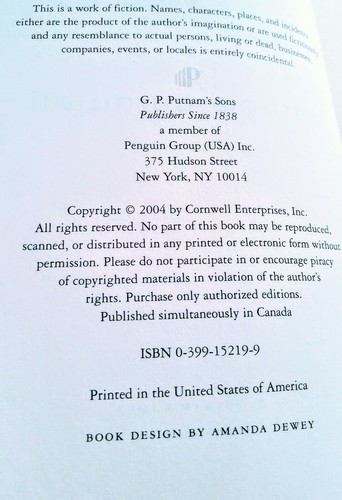 This is a work of fiction. Names, characters, places, and incidents
either are the product of the author's imagination or are used fictitiously,
and any resemblance to actual persons, living or dead, businesses,
companies, events, or locales is entirely coincidental.
G. P. Putnam's Sons
Publishers Since 1838
a member of
Penguin Group (USA) Inc.
375 Hudson Street
New York, NY 10014
Copyright © 2004 by Cornwell Enterprises, Inc.
All rights reserved. No part of this book may be reproduced,
scanned, or distributed in any printed or electronic form without
permission. Please do not participate in or encourage piracy
of copyrighted materials in violation of the author's
rights. Purchase only authorized editions.
Published simultaneously in Canada
ISBN 0-399-15219-9
Printed in the United States of America
BOOK DESIGN BY AMANDA DEWEY